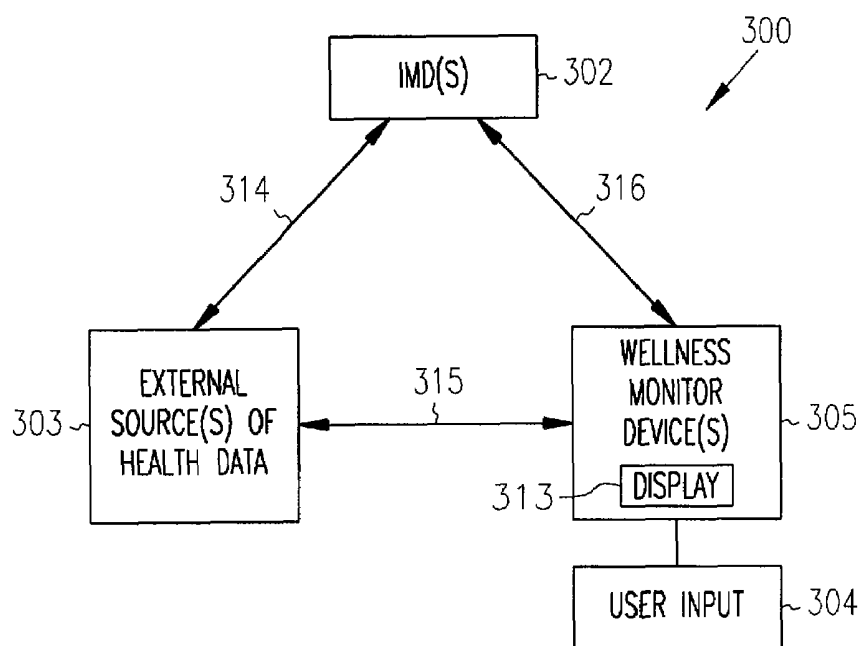 300
IMD(S)
302
314
316
EXTERNAL
SOURCE(S) OF
HEALTH DATA
303
315
WELLNESS
MONITOR
DEVICE(S)
305
313
DISPLAY
USER INPUT
304